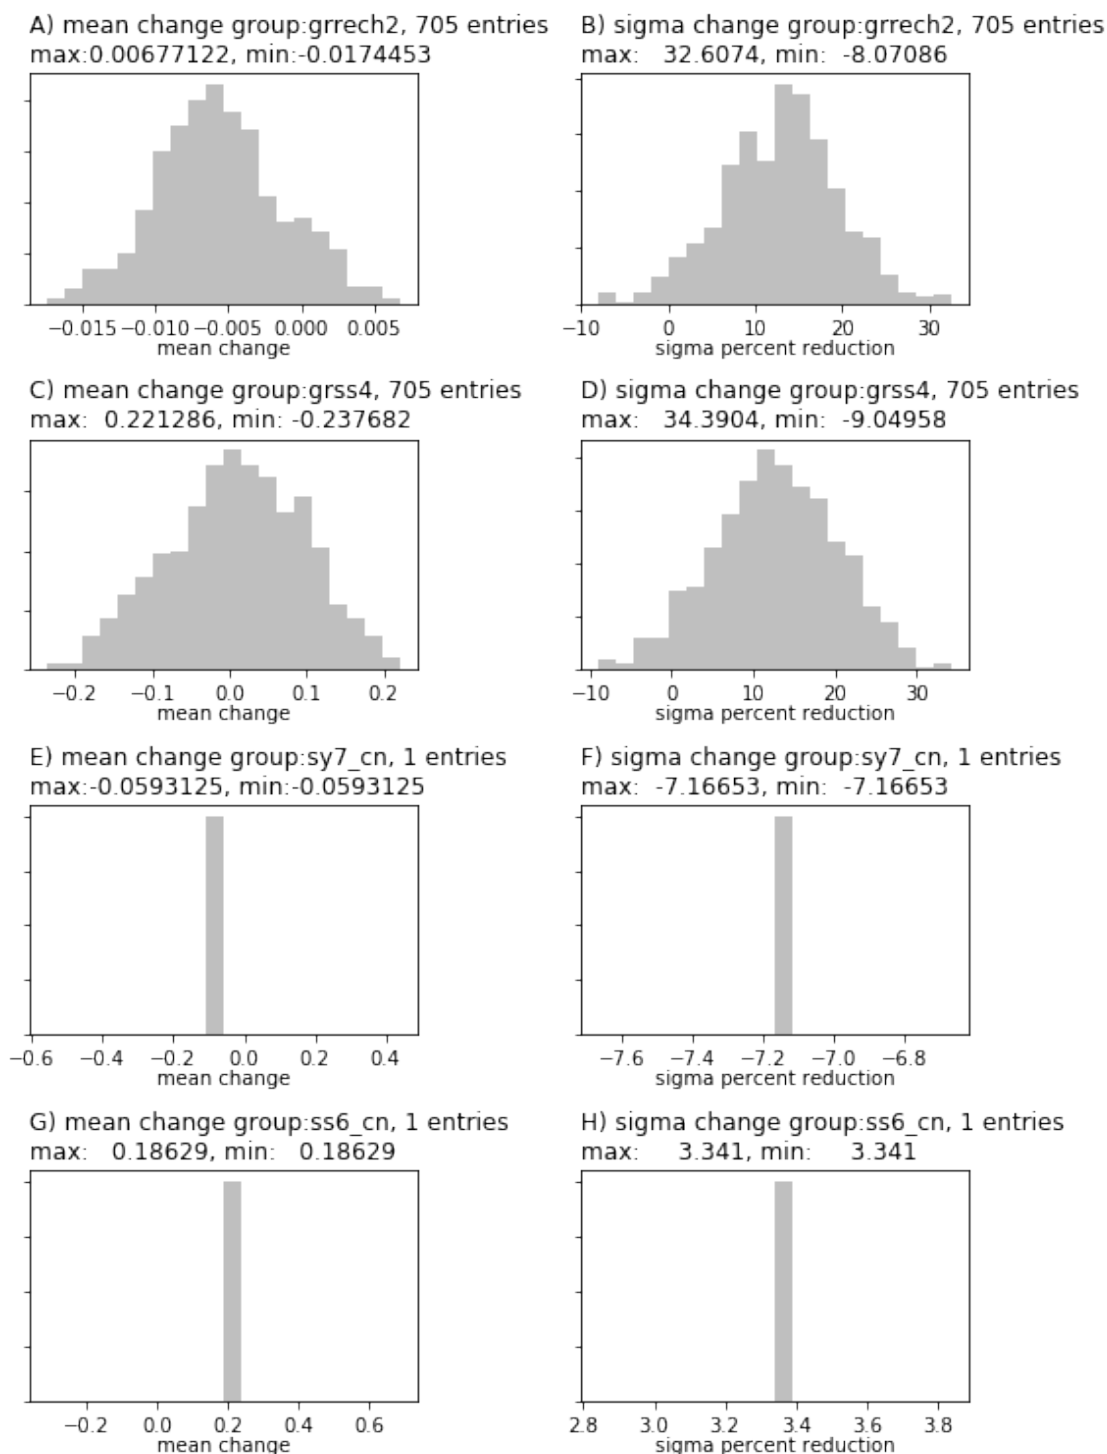 A) mean change group:grrech2, 705 entries
max:0.00677122, min:-0.0174453
B) sigma change group:grrech2, 705 entries
max: 32.6074, min: -8.07086
−0.015 −0.010 −0.005 0.000 0.005
mean change
−10 0 10 20 30
sigma percent reduction
C) mean change group:grss4, 705 entries
max: 0.221286, min: -0.237682
D) sigma change group:grss4, 705 entries
max: 34.3904, min: -9.04958
−0.2 −0.1 0.0 0.1 0.2
mean change
−10 0 10 20 30
sigma percent reduction
E) mean change group:sy7_cn, 1 entries
max:-0.0593125, min:-0.0593125
F) sigma change group:sy7_cn, 1 entries
max: -7.16653, min: -7.16653
−0.6 −0.4 −0.2 0.0 0.2 0.4
mean change
−7.6 −7.4 −7.2 −7.0 −6.8
sigma percent reduction
G) mean change group:ss6_cn, 1 entries
max: 0.18629, min: 0.18629
H) sigma change group:ss6_cn, 1 entries
max: 3.341, min: 3.341
−0.2 0.0 0.2 0.4 0.6
mean change
2.8 3.0 3.2 3.4 3.6 3.8
sigma percent reduction